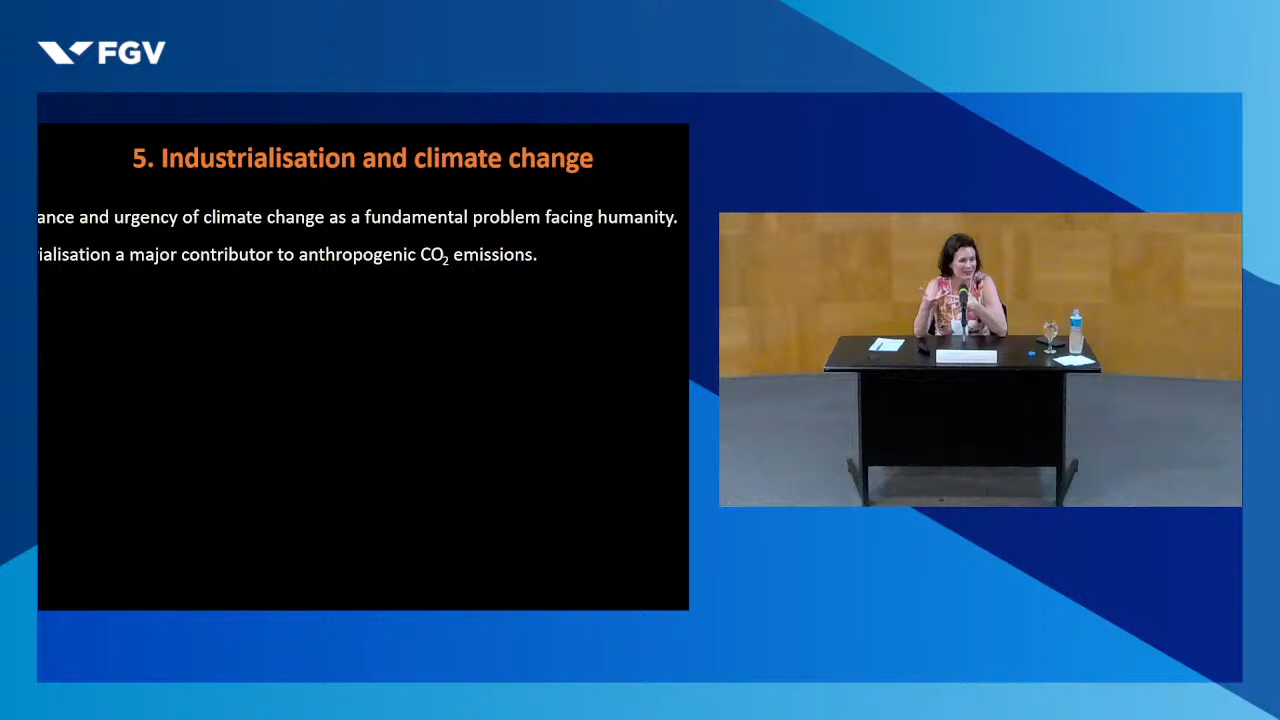 FGV
5. Industrialisation and climate change
ance and urgency of climate change as a fundamental problem facing humanity.
ialisation a major contributor to anthropogenic CO₂ emissions.